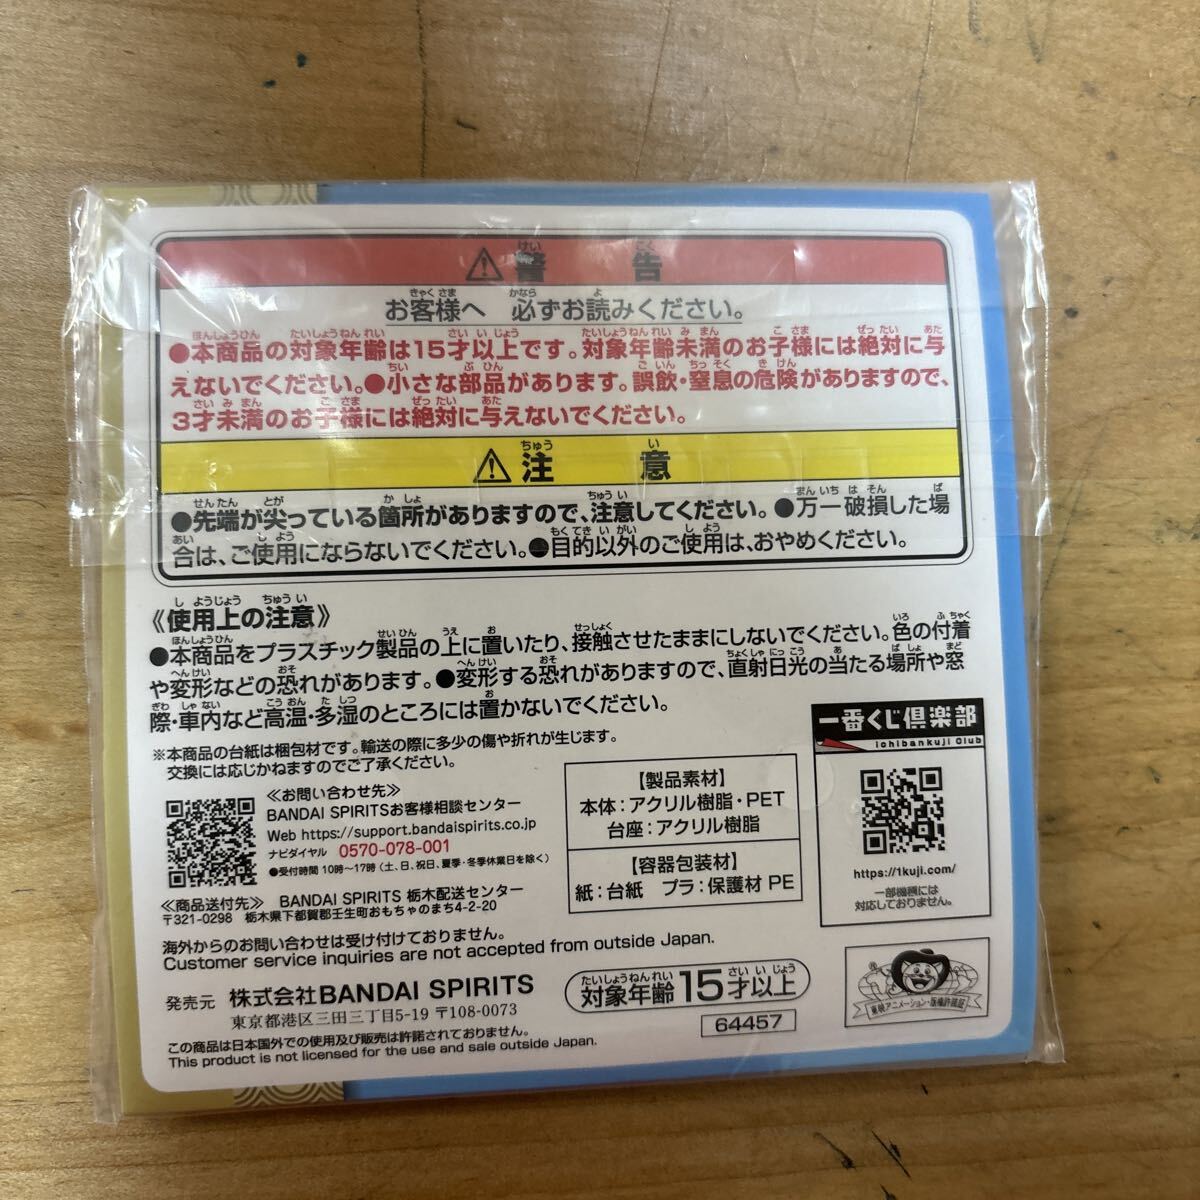 ⚠警告
お客様へ 必ずお読みください。
●本商品の対象年齢は15才以上です。対象年齢未満のお子様には絶対に与
えないでください。●小さな部品があります。誤飲・窒息の危険がありますので、
3才未満のお子様には絶対に与えないでください。
⚠注意
●先端が尖っている箇所がありますので、注意してください。●万一破損した場
合は、ご使用にならないでください。●目的以外のご使用は、おやめください。
《使用上の注意》
●本商品をプラスチック製品の上に置いたり、接触させたままにしないでください。色の付着
や変形などの恐れがあります。●変形する恐れがありますので、直射日光の当たる場所や窓
際・車内など高温・多湿のところには置かないでください。
※本商品の台紙は梱包材です。輸送の際に多少の傷や折れが生じます。
交換には応じかねますのでご了承ください。
≪お問い合わせ先≫
BANDAI SPIRITSお客様相談センター
Web https://support.bandaispirits.co.jp
ナビダイヤル 0570-078-001
●受付時間 10時〜17時(土、日、祝日、夏季・冬季休業日を除く)
≪商品送付先≫ BANDAI SPIRITS 栃木配送センター
〒321-0298 栃木県下都賀郡壬生町おもちゃのまち4-2-20
【製品素材】
本体:アクリル樹脂・PET
台座:アクリル樹脂
【容器包装材】
紙:台紙 プラ:保護材 PE
一番くじ倶楽部
Ichibankuji Club
https://1kuji.com/
一部機種には
対応しておりません。
海外からのお問い合わせは受け付けておりません。
Customer service inquiries are not accepted from outside Japan.
発売元 株式会社BANDAI SPIRITS
東京都港区三田三丁目5-19 〒108-0073
対象年齢15才以上
64457
東映アニメーション・版権許諾証
この商品は日本国外での使用及び販売は許諾されておりません。
This product is not licensed for the use and sale outside Japan.